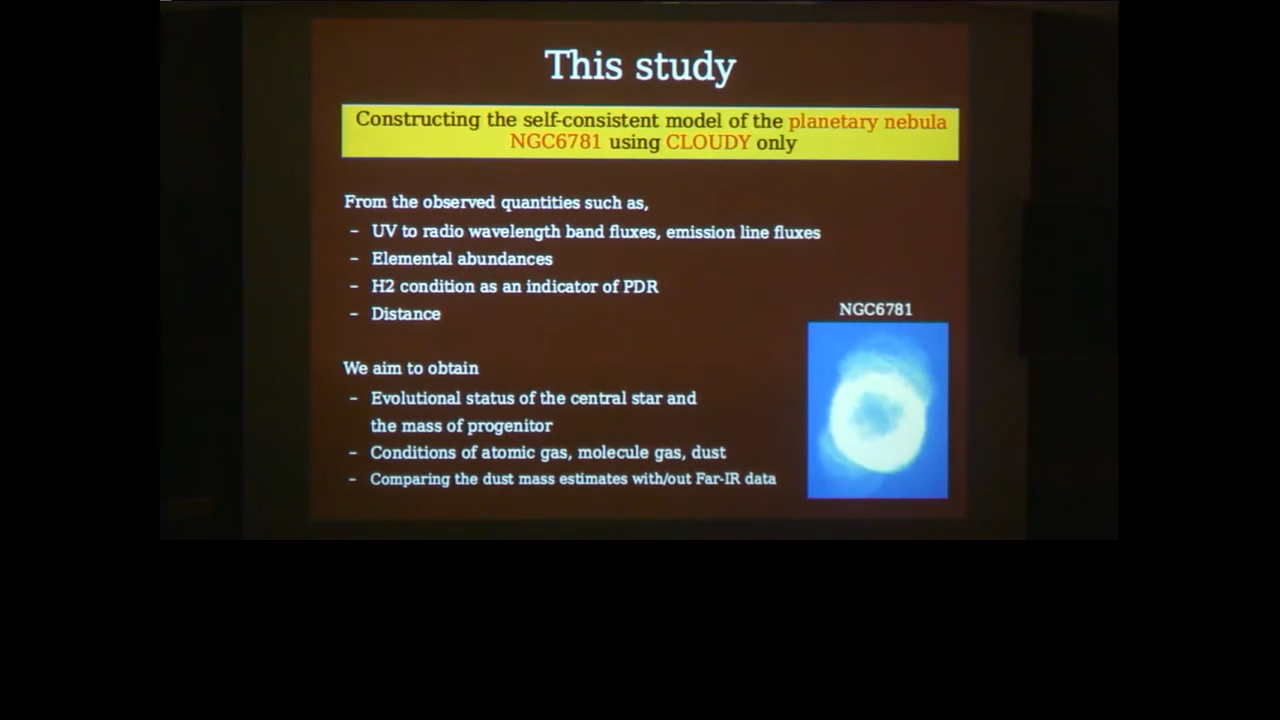 This study
Constructing the self-consistent model of the planetary nebula
NGC6781 using CLOUDY only
From the observed quantities such as,
– UV to radio wavelength band fluxes, emission line fluxes
– Elemental abundances
– H2 condition as an indicator of PDR
– Distance
NGC6781
We aim to obtain
– Evolutional status of the central star and
the mass of progenitor
– Conditions of atomic gas, molecule gas, dust
– Comparing the dust mass estimates with/out Far-IR data